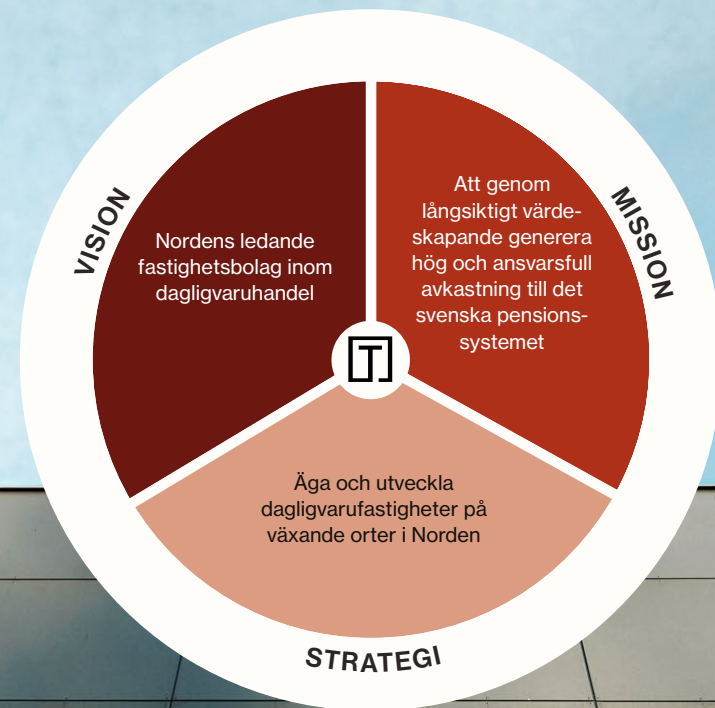 VISION
Nordens ledande
fastighetsbolag inom
dagligvaruhandel
MISSION
Att genom
långsiktigt värde-
skapande generera
hög och ansvarsfull
avkastning till det
svenska pensions-
systemet
T
Äga och utveckla
dagligvarufastigheter på
växande orter i Norden
STRATEGI